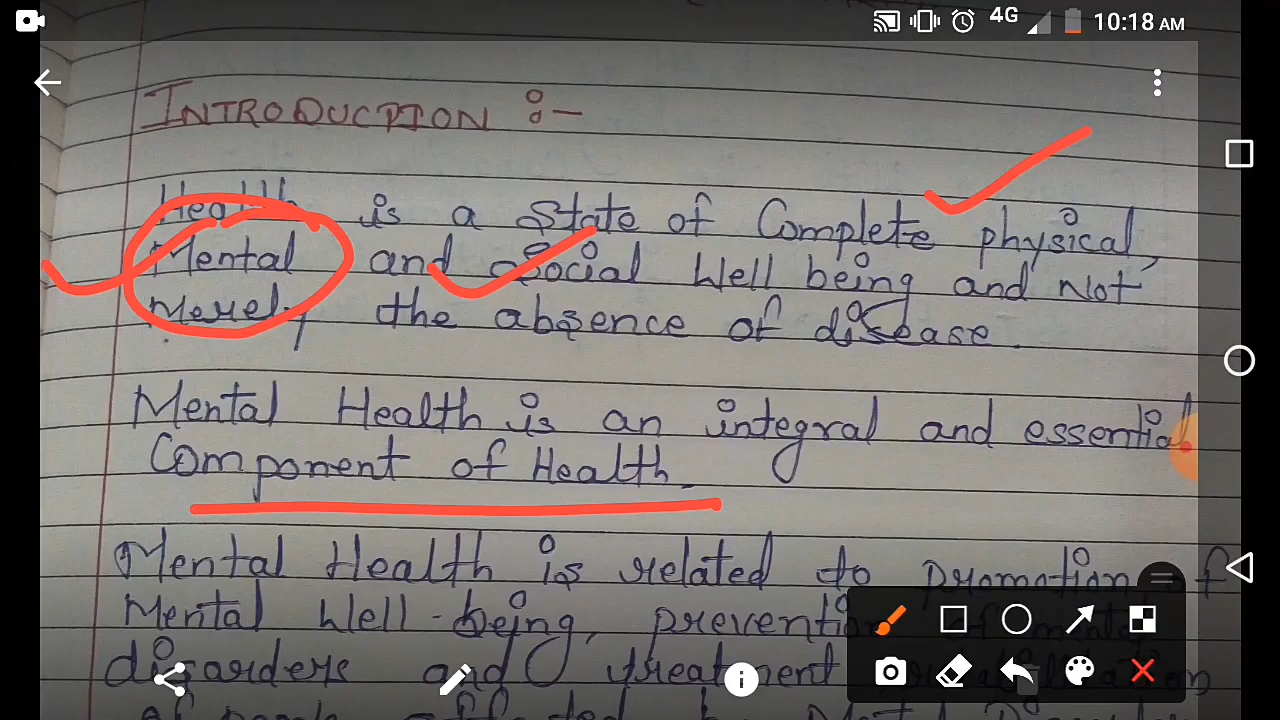 4G 10:18 AM
INTRODUCTION :-
Health is a State of Complete physical,
Mental and Social Well being and Not
Merely the absence of disease.
Mental Health is an integral and essential
Component of Health.
Mental Health is related to promotion of
Mental Well-being, prevention of
disorders and treatment